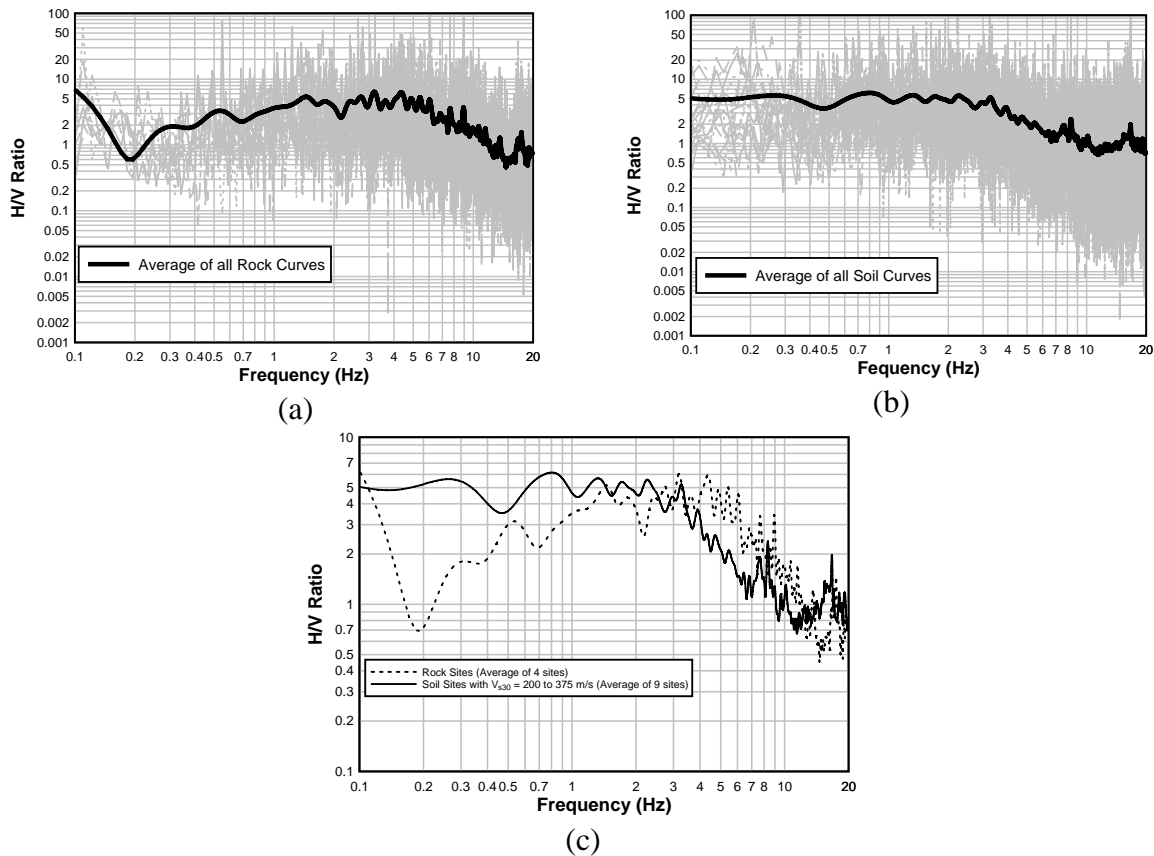 100
50
20
10
5
2
1
0.5
0.2
0.1
0.05
0.02
0.01
0.005
0.002
0.001
H/V Ratio
Average of all Rock Curves
0.1 0.2 0.3 0.4 0.5 0.7 1 2 3 4 5 6 7 8 10 20
Frequency (Hz)
(a)
100
50
20
10
5
2
1
0.5
0.2
0.1
0.05
0.02
0.01
0.005
0.002
0.001
H/V Ratio
Average of all Soil Curves
0.1 0.2 0.3 0.4 0.5 0.7 1 2 3 4 5 6 7 8 10 20
Fequency (Hz)
(b)
10
7
5
4
3
2
1
0.7
0.5
0.4
0.3
0.2
0.1
H/V Ratio
Rock Sites (Average of 4 sites)
Soil Sites with Vs30 = 200 to 375 m/s (Average of 9 sites)
0.1 0.2 0.3 0.4 0.5 0.7 1 2 3 4 5 6 7 8 10 20
Frequency (Hz)
(c)